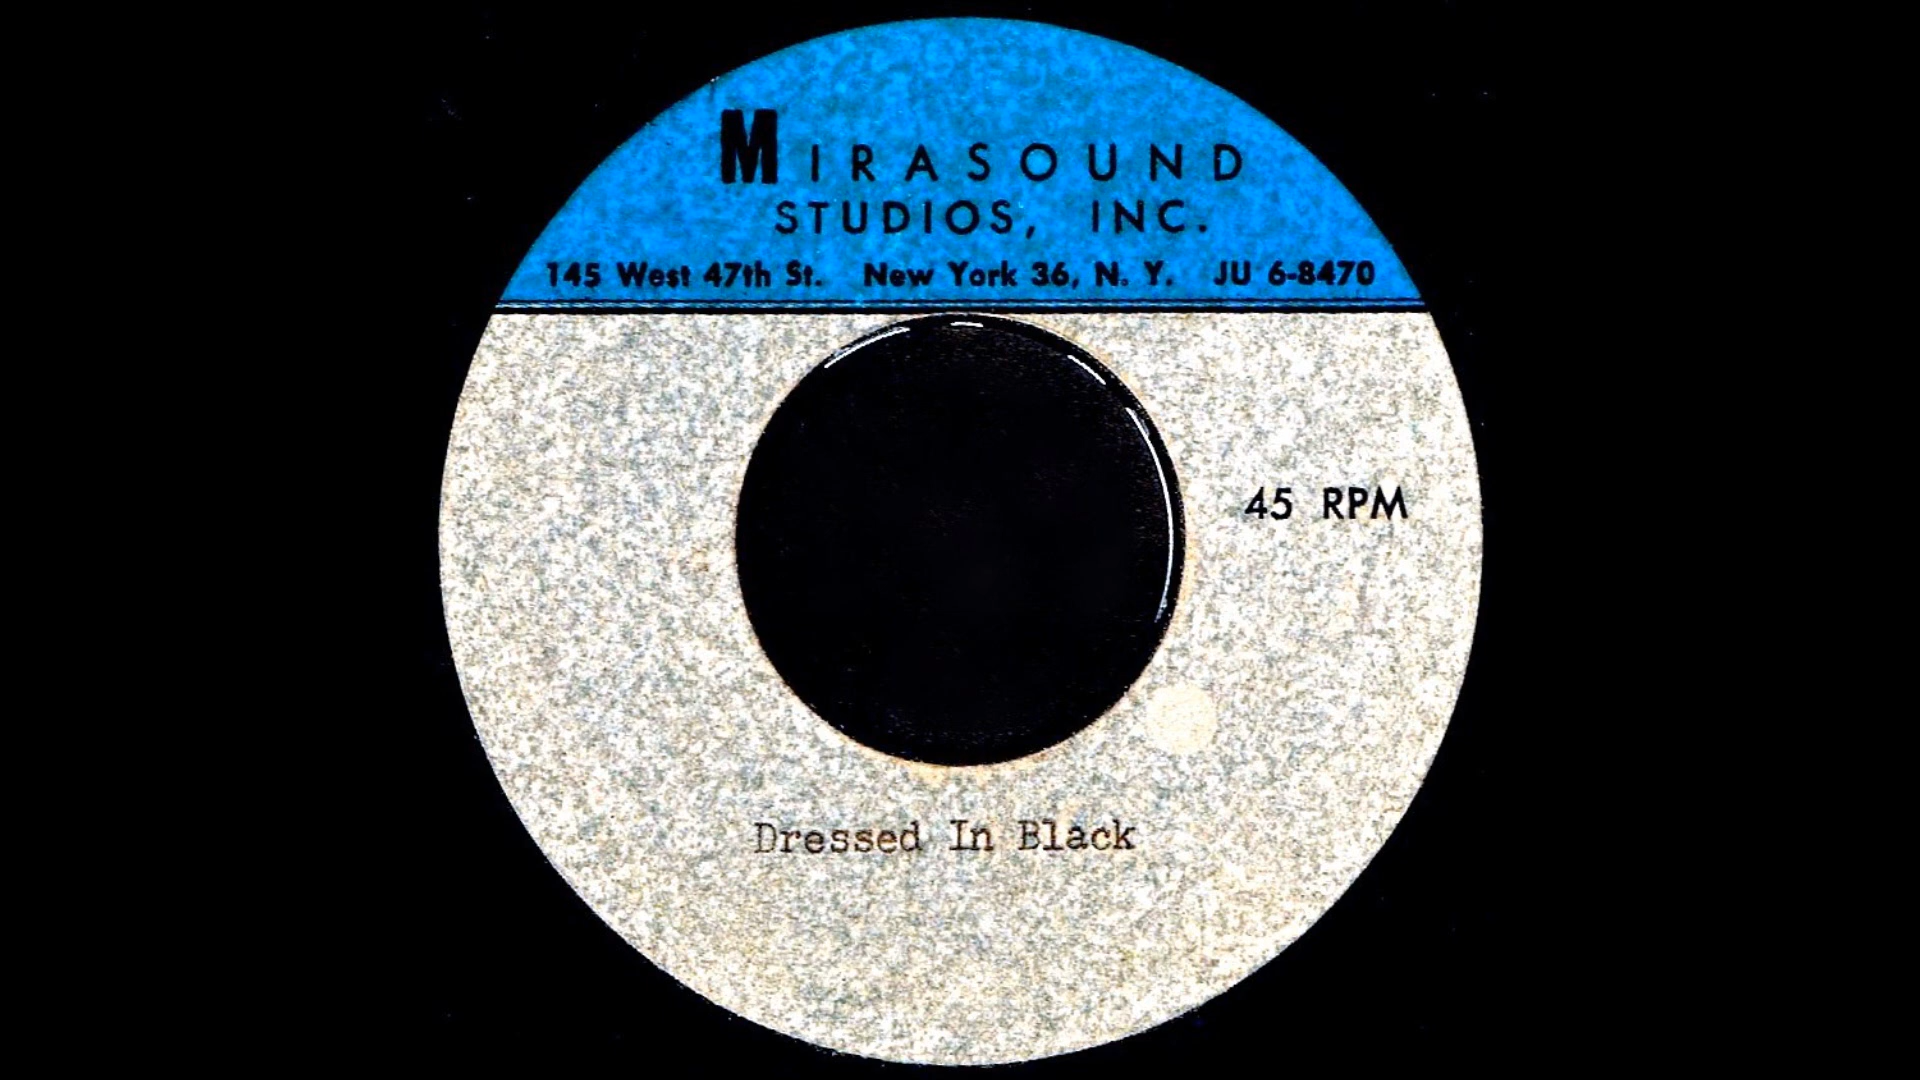 MIRASOUND
STUDIOS, INC.
145 West 47th St. New York 36, N. Y. JU 6-8470
45 RPM
Dressed In Black